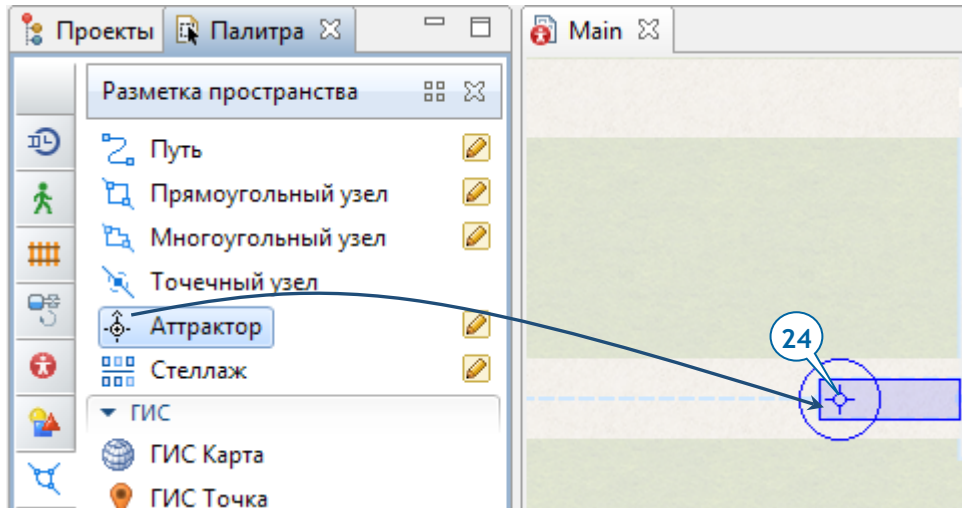 Проекты
Палитра
Main
Разметка пространства
Путь
Прямоугольный узел
Многоугольный узел
Точечный узел
Аттрактор
Стеллаж
ГИС
ГИС Карта
ГИС Точка
24